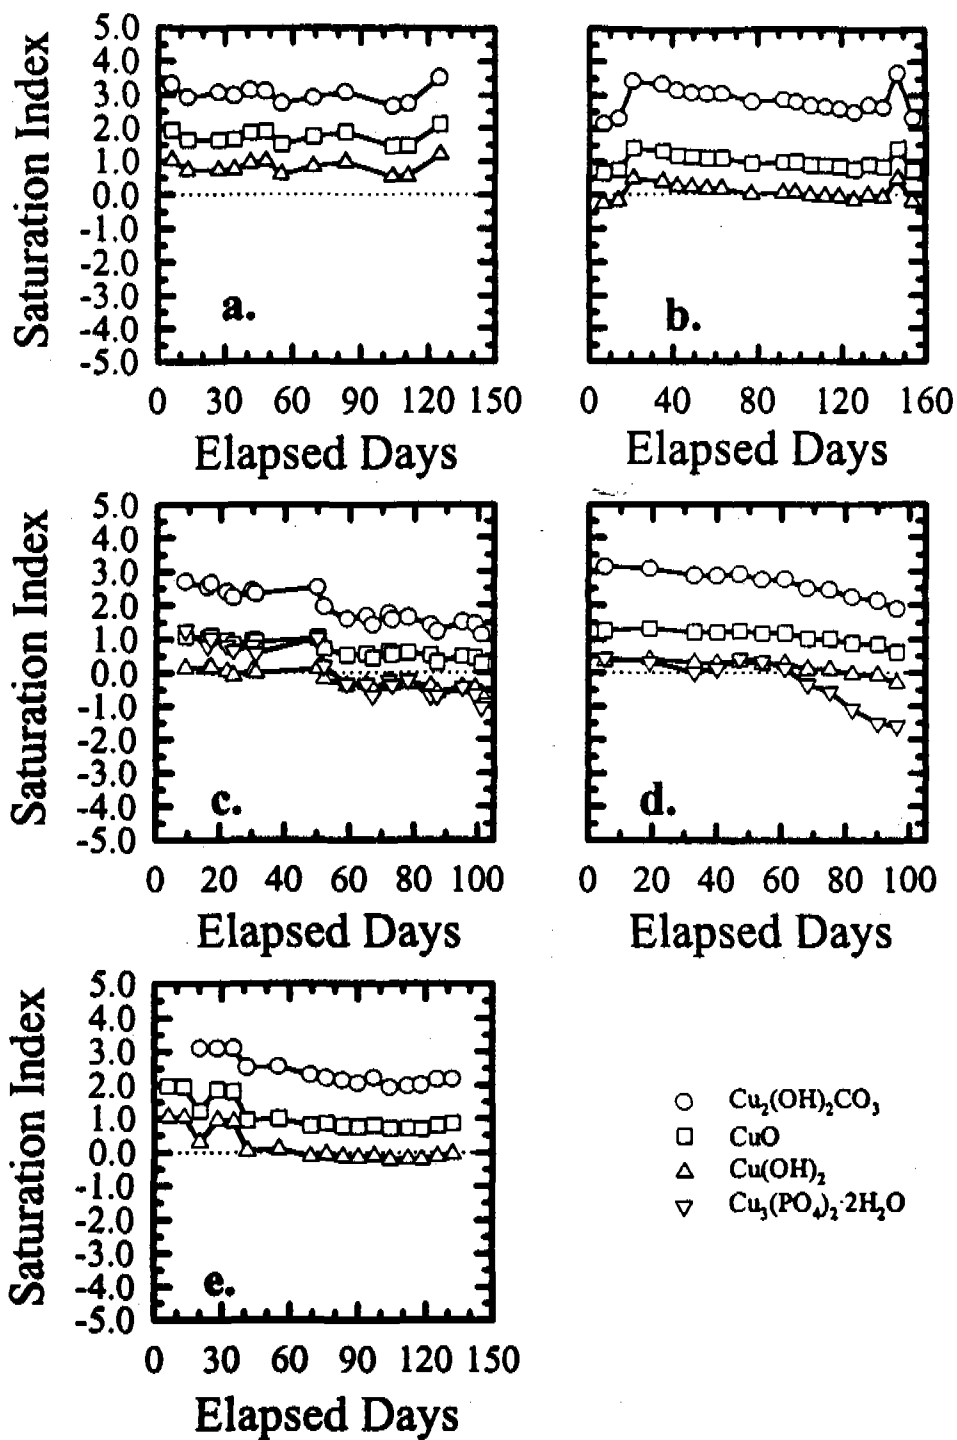 Saturation Index
5.0
4.0
3.0
2.0
1.0
0.0
-1.0
-2.0
-3.0
-4.0
-5.0
a.
0 30 60 90 120 150
Elapsed Days
b.
0 40 80 120 160
Elapsed Days
Saturation Index
5.0
4.0
3.0
2.0
1.0
0.0
-1.0
-2.0
-3.0
-4.0
-5.0
c.
0 20 40 60 80 100
Elapsed Days
d.
0 20 40 60 80 100
Elapsed Days
Saturation Index
5.0
4.0
3.0
2.0
1.0
0.0
-1.0
-2.0
-3.0
-4.0
-5.0
e.
0 30 60 90 120 150
Elapsed Days
Cu₂(OH)₂CO₃
CuO
Cu(OH)₂
Cu₃(PO₄)₂·2H₂O